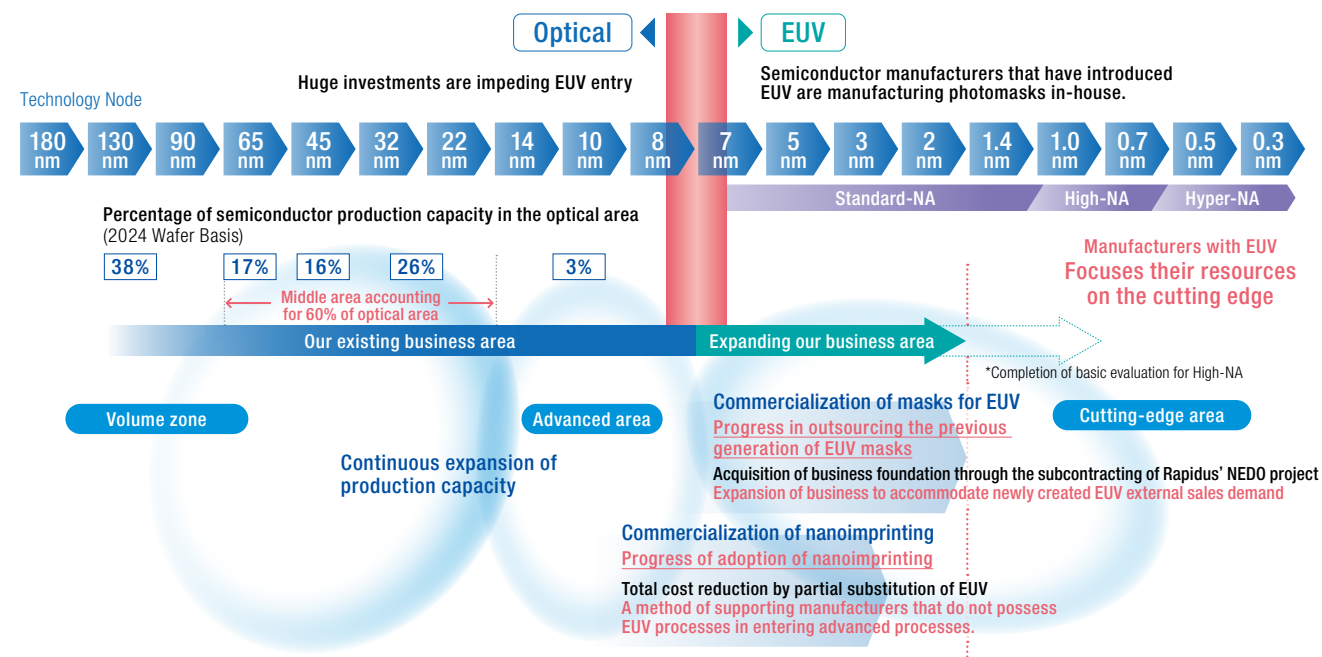 Optical
EUV
Huge investments are impeding EUV entry
Semiconductor manufacturers that have introduced
EUV are manufacturing photomasks in-house.
Technology Node
180 nm
130 nm
90 nm
65 nm
45 nm
32 nm
22 nm
14 nm
10 nm
8 nm
7 nm
5 nm
3 nm
2 nm
1.4 nm
1.0 nm
0.7 nm
0.5 nm
0.3 nm
Standard-NA
High-NA
Hyper-NA
Percentage of semiconductor production capacity in the optical area
(2024 Wafer Basis)
38%
17%
16%
26%
3%
Middle area accounting
for 60% of optical area
Manufacturers with EUV
Focuses their resources
on the cutting edge
Our existing business area
Expanding our business area
*Completion of basic evaluation for High-NA
Volume zone
Advanced area
Cutting-edge area
Continuous expansion of
production capacity
Commercialization of masks for EUV
Progress in outsourcing the previous
generation of EUV masks
Acquisition of business foundation through the subcontracting of Rapidus' NEDO project
Expansion of business to accommodate newly created EUV external sales demand
Commercialization of nanoimprinting
Progress of adoption of nanoimprinting
Total cost reduction by partial substitution of EUV
A method of supporting manufacturers that do not possess
EUV processes in entering advanced processes.